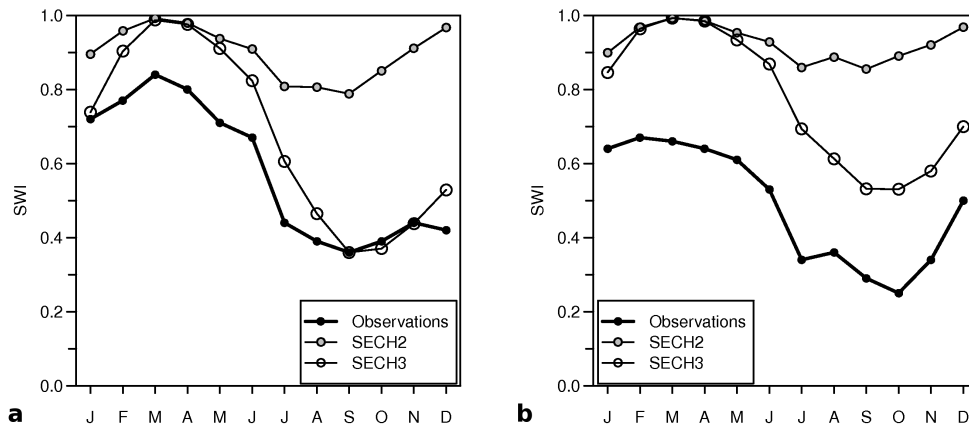 1.0
0.8
0.6
0.4
0.2
0.0
SWI
Observations
SECH2
SECH3
J F M A M J J A S O N D
a
1.0
0.8
0.6
0.4
0.2
0.0
SWI
Observations
SECH2
SECH3
J F M A M J J A S O N D
b